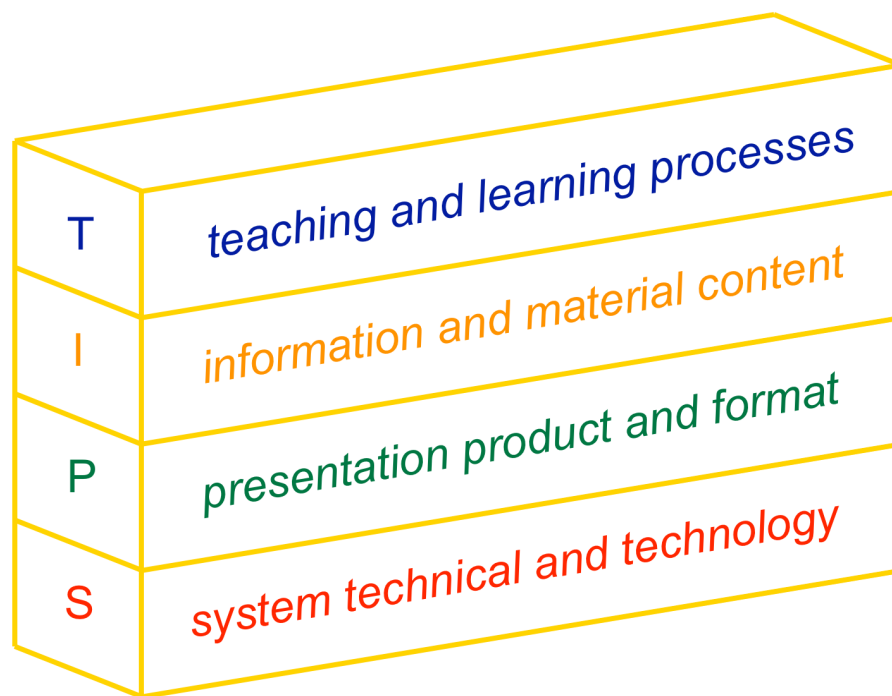 T teaching and learning processes
I information and material content
P presentation product and format
S system technical and technology